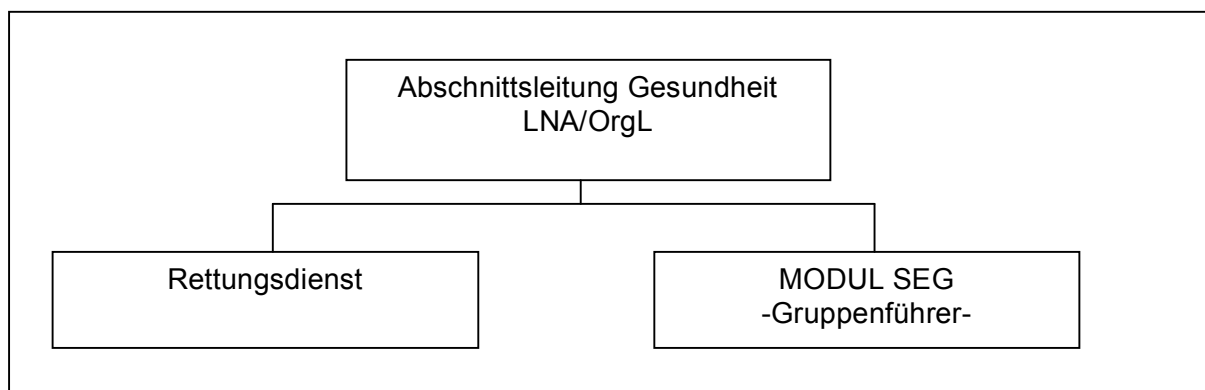 Abschnittsleitung Gesundheit
LNA/OrgL
Rettungsdienst
MODUL SEG
-Gruppenführer-